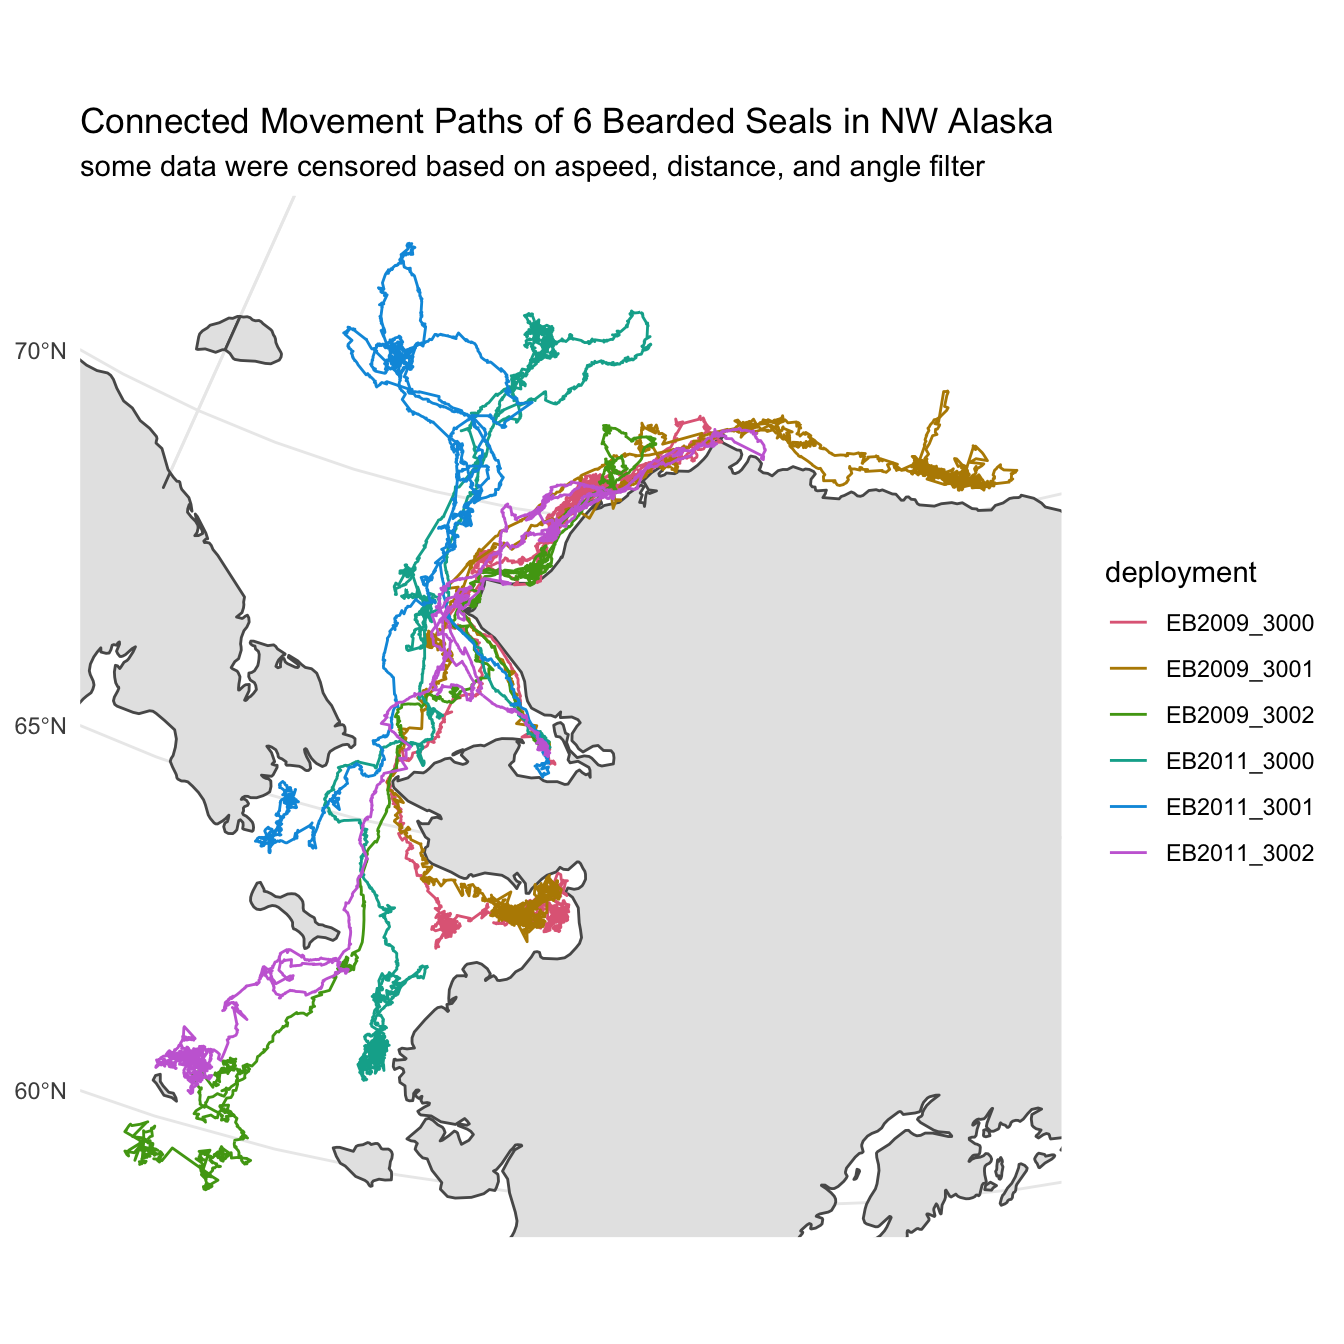 Connected Movement Paths of 6 Bearded Seals in NW Alaska
some data were censored based on aspeed, distance, and angle filter
70°N
65°N
60°N
deployment
EB2009_3000
EB2009_3001
EB2009_3002
EB2011_3000
EB2011_3001
EB2011_3002